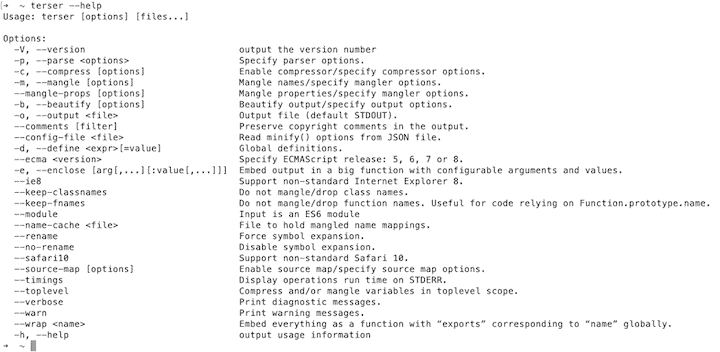 ➜ ~ terser --help
Usage: terser [options] [files...]

Options:
-V, --version output the version number
-p, --parse <options> Specify parser options.
-c, --compress [options] Enable compressor/specify compressor options.
-m, --mangle [options] Mangle names/specify mangler options.
--mangle-props [options] Mangle properties/specify mangler options.
-b, --beautify [options] Beautify output/specify output options.
-o, --output <file> Output file (default STDOUT).
--comments [filter] Preserve copyright comments in the output.
--config-file <file> Read minify() options from JSON file.
-d, --define <expr>[=value] Global definitions.
--ecma <version> Specify ECMAScript release: 5, 6, 7 or 8.
-e, --enclose [arg[,...][:value[,...]]] Embed output in a big function with configurable arguments and values.
--ie8 Support non-standard Internet Explorer 8.
--keep-classnames Do not mangle/drop class names.
--keep-fnames Do not mangle/drop function names. Useful for code relying on Function.prototype.name.
--module Input is an ES6 module
--name-cache <file> File to hold mangled name mappings.
--rename Force symbol expansion.
--no-rename Disable symbol expansion.
--safari10 Support non-standard Safari 10.
--source-map [options] Enable source map/specify source map options.
--timings Display operations run time on STDERR.
--toplevel Compress and/or mangle variables in toplevel scope.
--verbose Print diagnostic messages.
--warn Print warning messages.
--wrap <name> Embed everything as a function with “exports” corresponding to “name” globally.
-h, --help output usage information
➜ ~